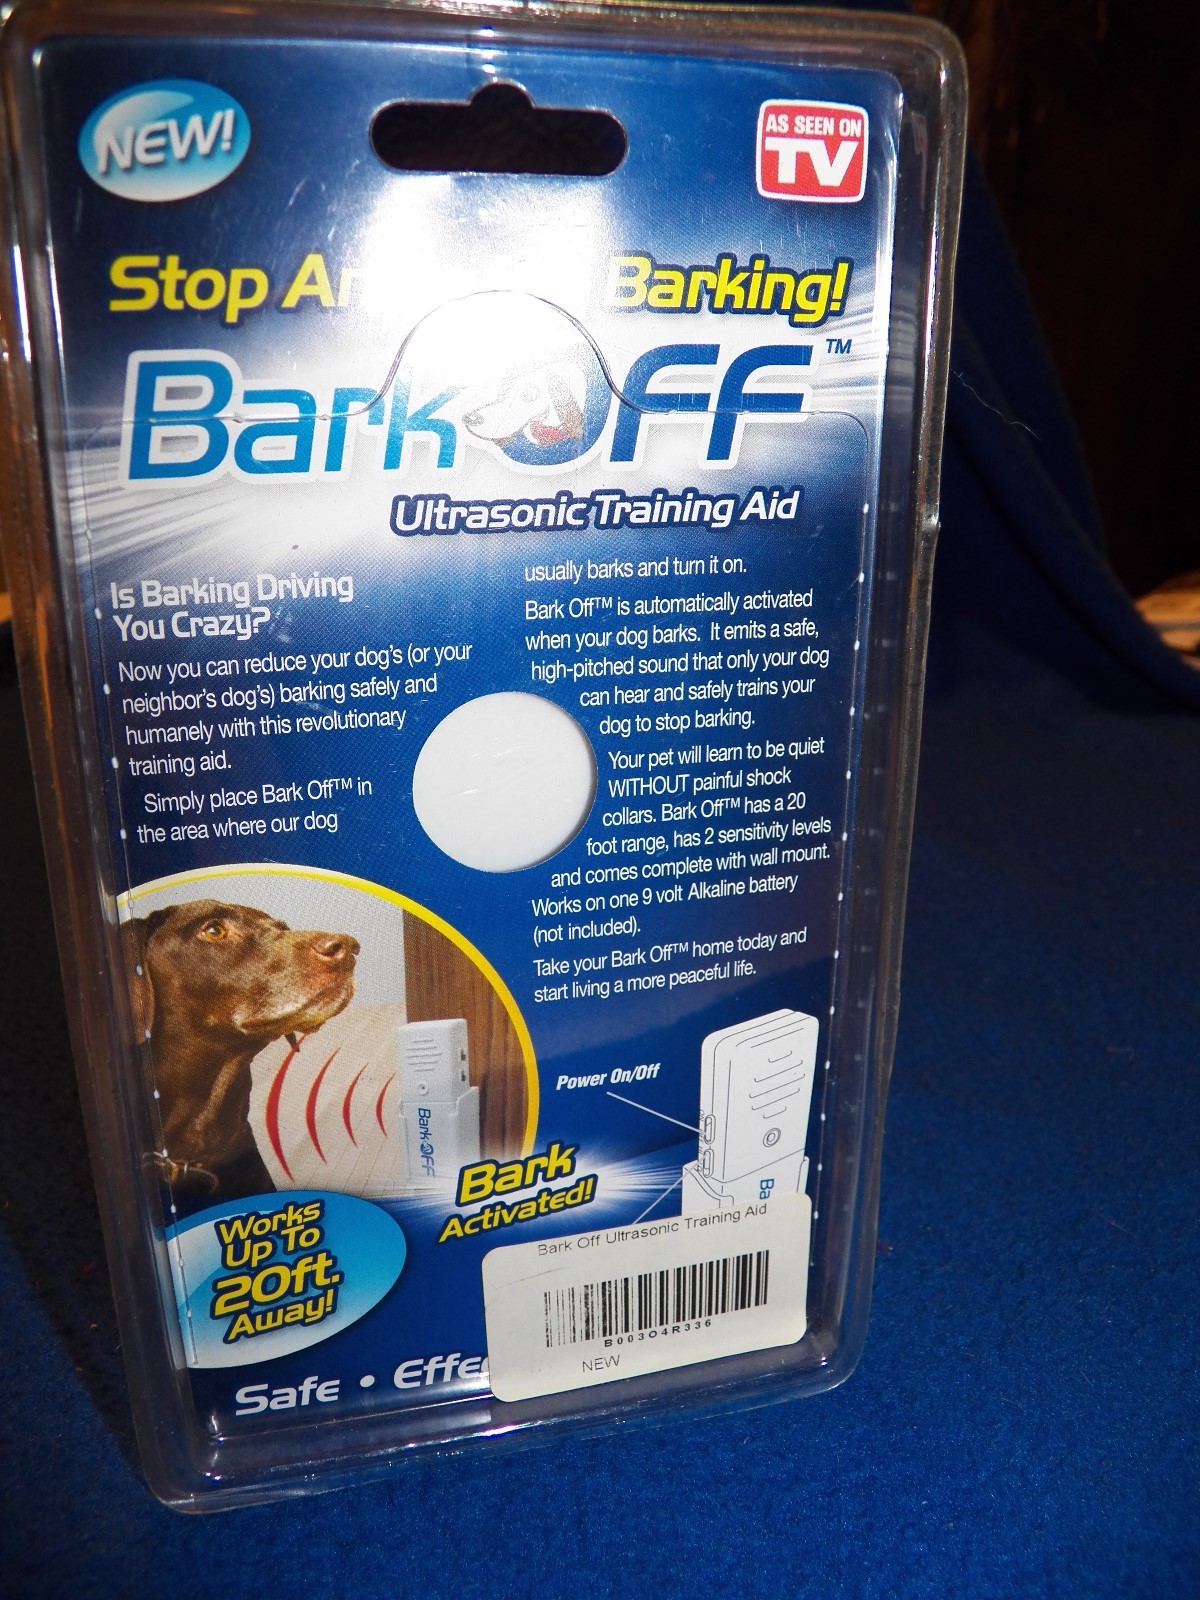 NEW!
AS SEEN ON
TV
Stop Barking!
Bark Off™
Ultrasonic Training Aid
Is Barking Driving
You Crazy?
Now you can reduce your dog's (or your
neighbor's dog's) barking safely and
humanely with this revolutionary
training aid.
Simply place Bark Off™ in
the area where our dog
usually barks and turn it on.
Bark Off™ is automatically activated
when your dog barks. It emits a safe,
high-pitched sound that only your dog
can hear and safely trains your
dog to stop barking.
Your pet will learn to be quiet
WITHOUT painful shock
collars. Bark Off™ has a 20
foot range, has 2 sensitivity levels
and comes complete with wall mount.
Works on one 9 volt Alkaline battery
(not included).
Take your Bark Off™ home today and
start living a more peaceful life.
Power On/Off
Bark Off
Ba
Bark
Activated!
Works
Up To
20ft.
Away!
Safe •
Bark Off Ultrasonic Training Aid
B003O4R336
NEW